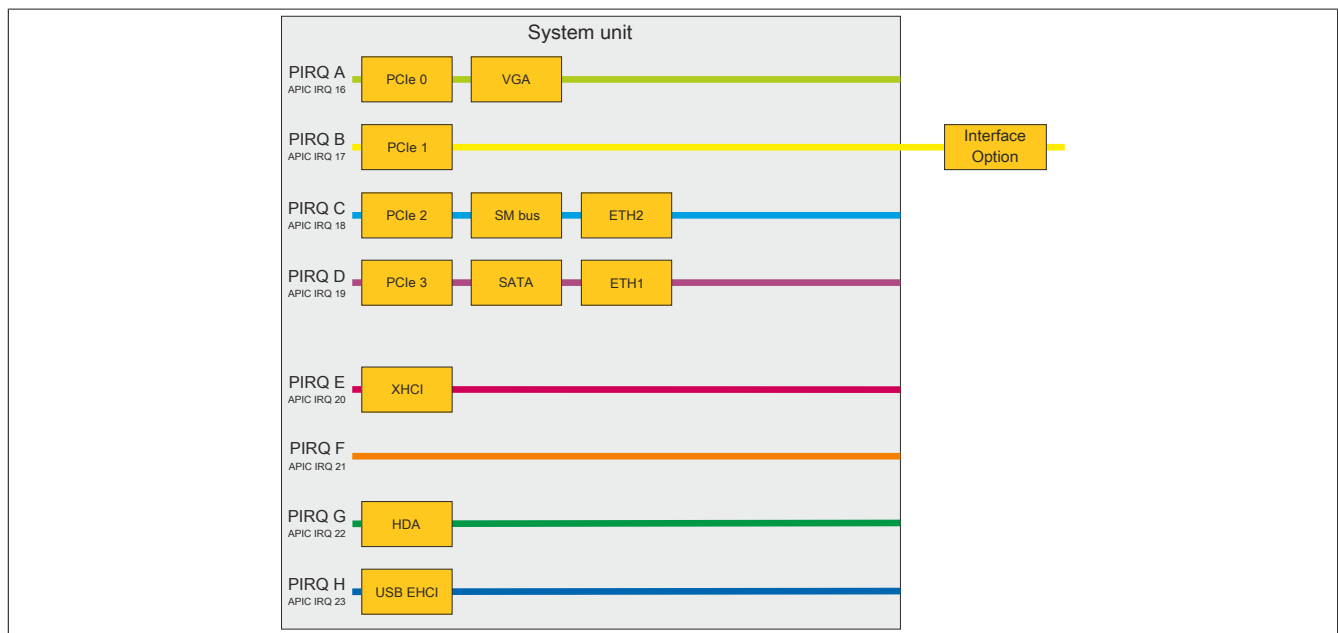 System unit
PIRQ A
APIC IRQ 16
PCIe 0
VGA
PIRQ B
APIC IRQ 17
PCIe 1
Interface
Option
PIRQ C
APIC IRQ 18
PCIe 2
SM bus
ETH2
PIRQ D
APIC IRQ 19
PCIe 3
SATA
ETH1
PIRQ E
APIC IRQ 20
XHCI
PIRQ F
APIC IRQ 21
PIRQ G
APIC IRQ 22
HDA
PIRQ H
APIC IRQ 23
USB EHCI